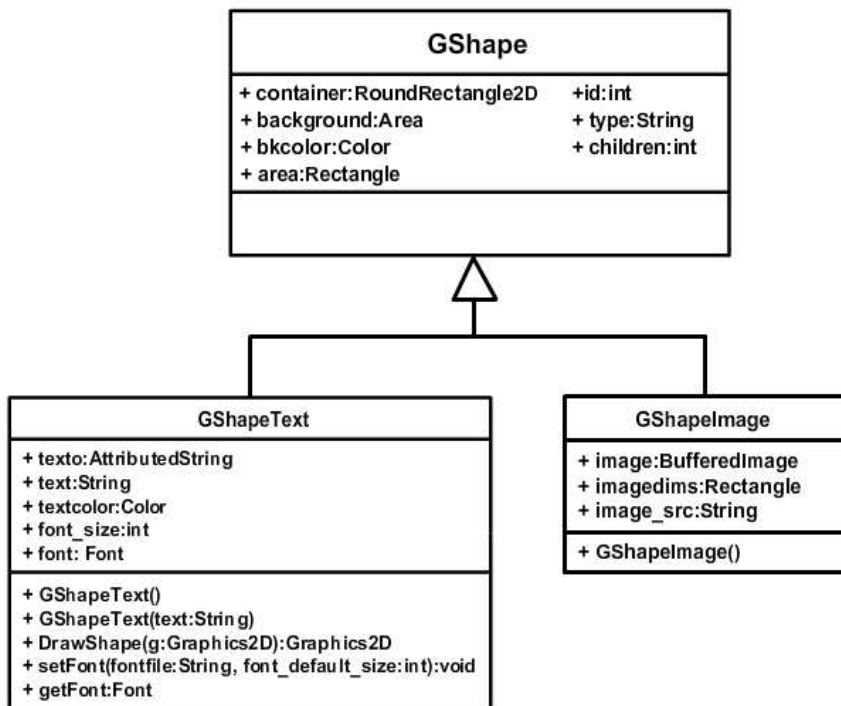 GShape
+ container:RoundRectangle2D +id:int
+ background:Area + type:String
+ bkcolor:Color + children:int
+ area:Rectangle
GShapeText
+ texto:AttributedString
+ text:String
+ textcolor:Color
+ font_size:int
+ font: Font
+ GShapeText()
+ GShapeText(text:String)
+ DrawShape(g:Graphics2D):Graphics2D
+ setFont(fontfile:String, font_default_size:int):void
+ getFont:Font
GShapeImage
+ image:BufferedImage
+ imagedims:Rectangle
+ image_src:String
+ GShapeImage()